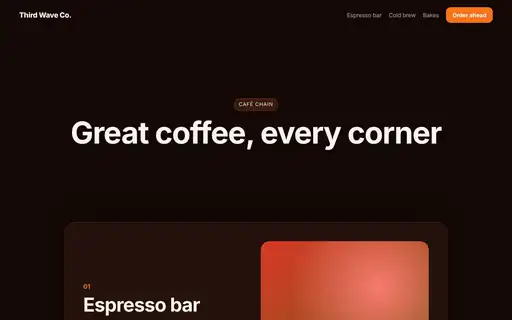 Third Wave Co.
Espresso bar Cold brew Bakes Order ahead
CAFÉ CHAIN
Great coffee, every corner
01
Espresso bar